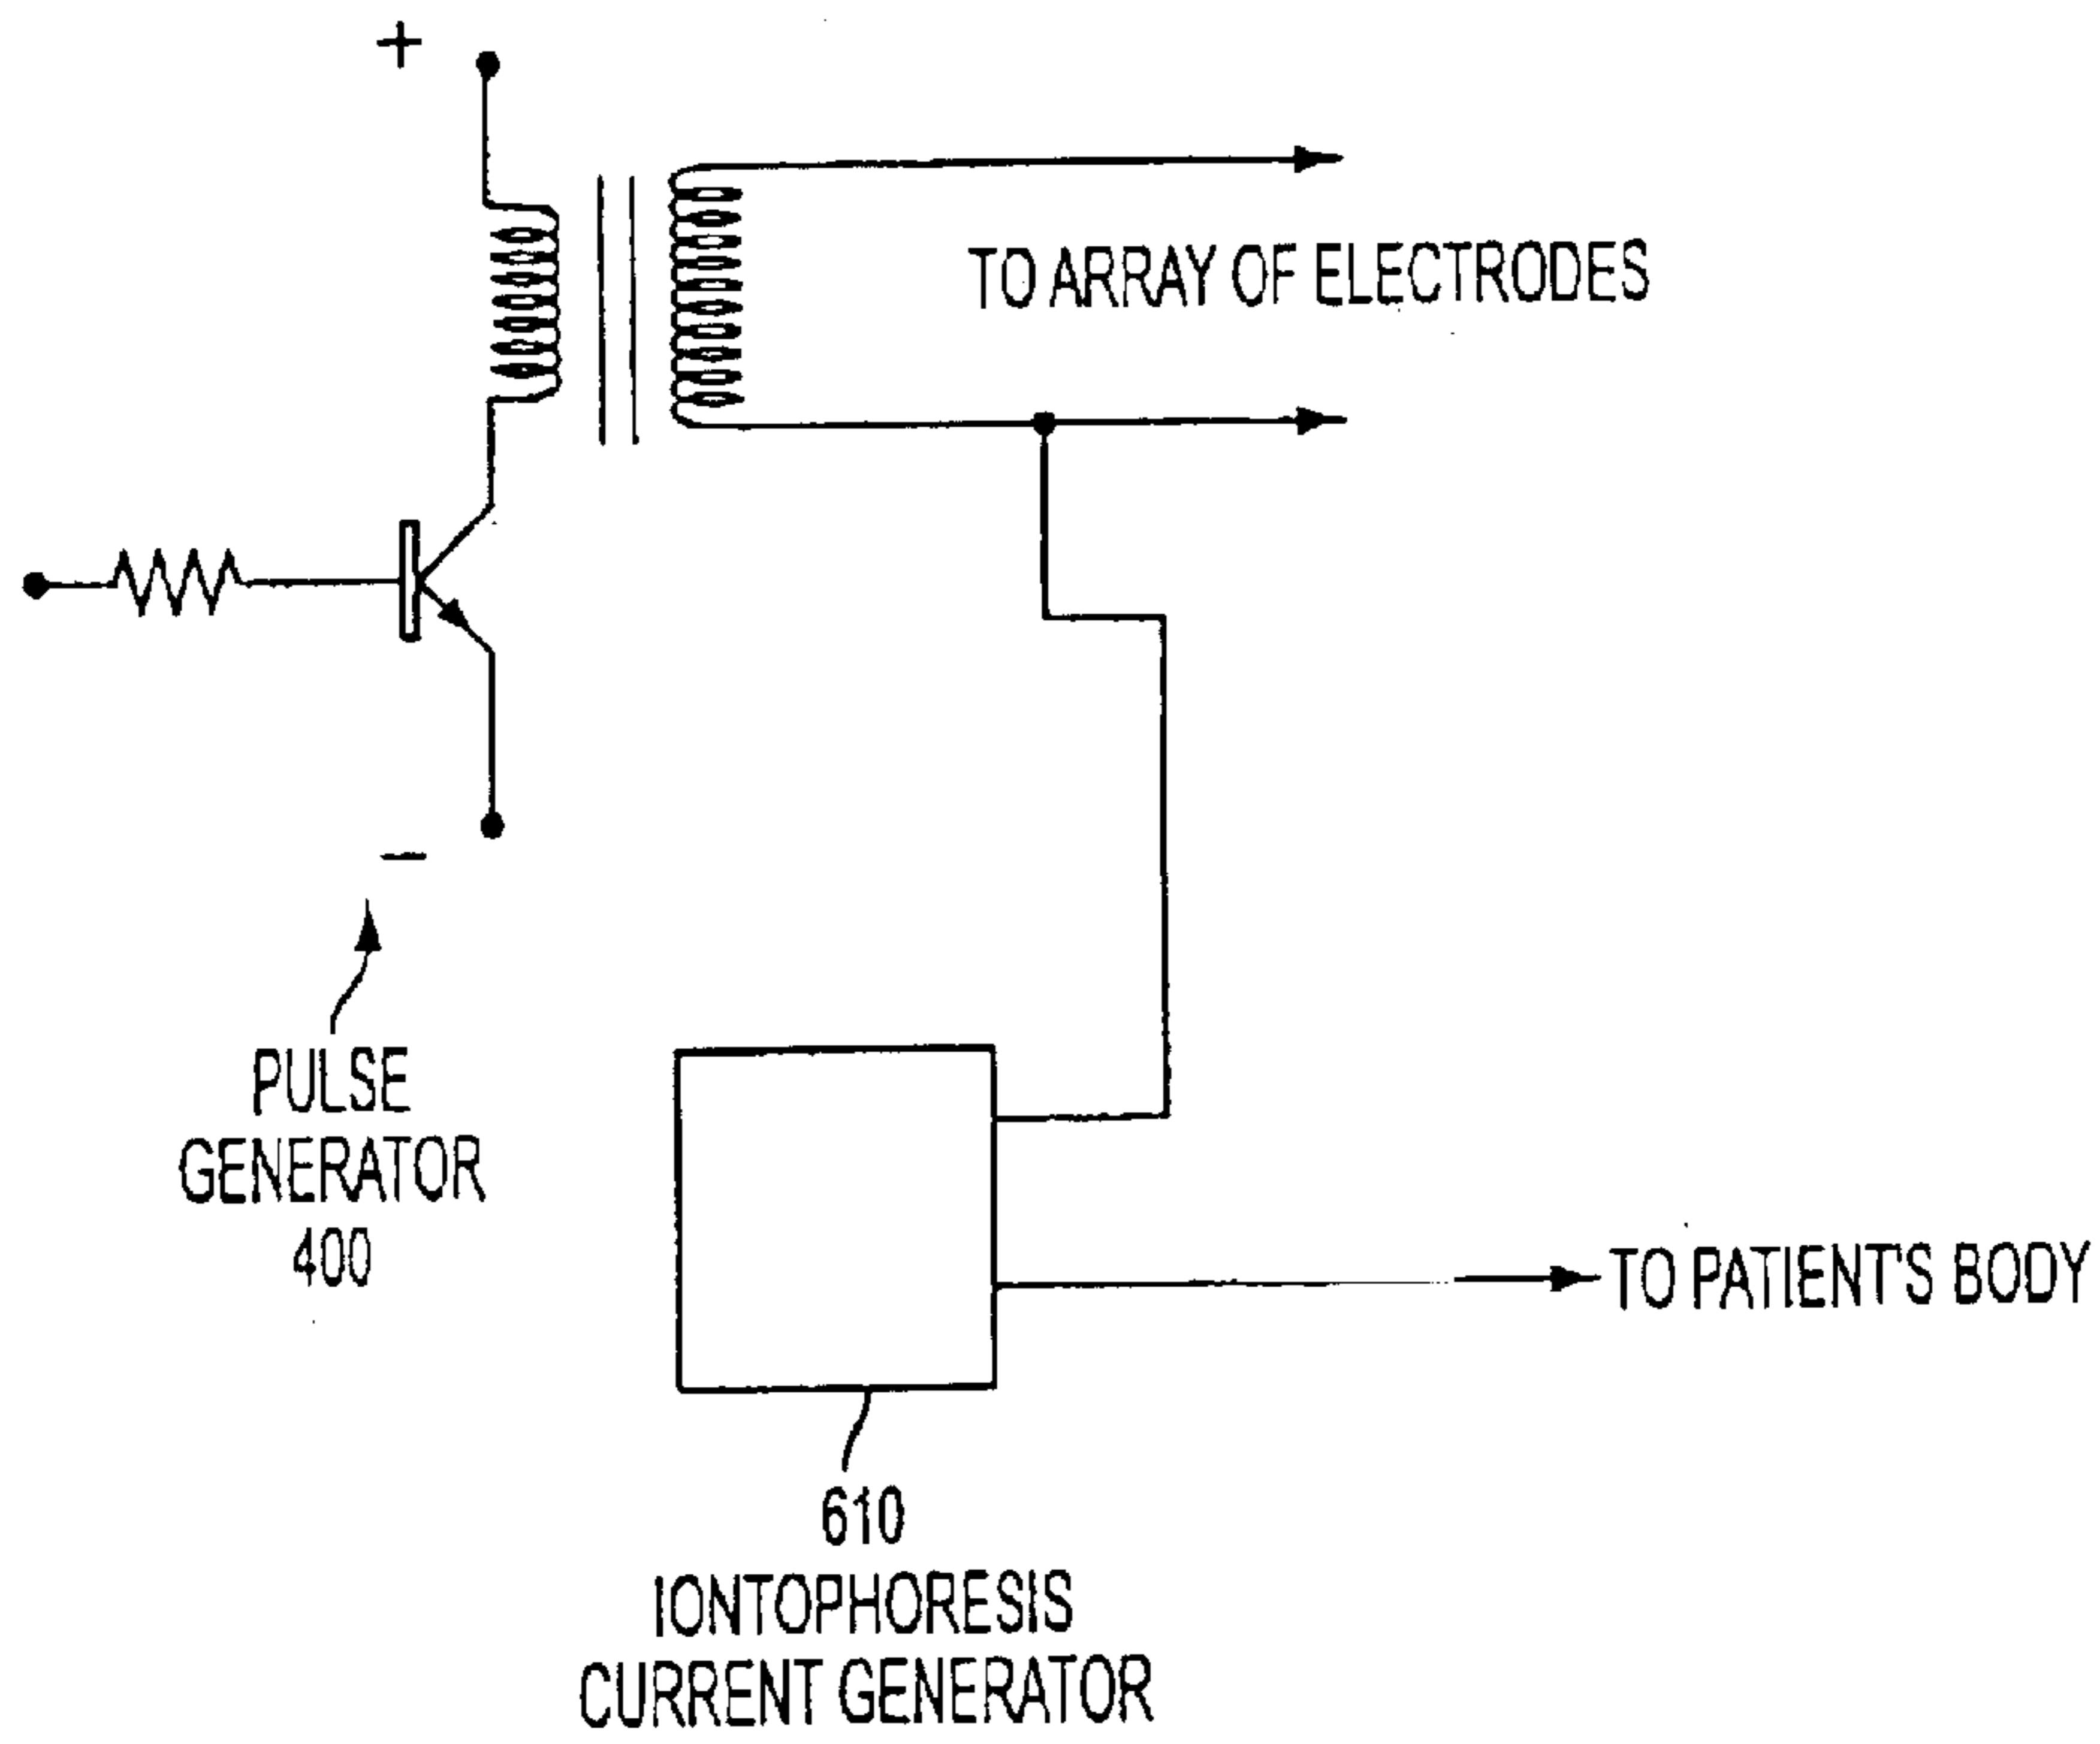 +
TO ARRAY OF ELECTRODES
−
PULSE
GENERATOR
400
TO PATIENT'S BODY
610
IONTOPHORESIS
CURRENT GENERATOR